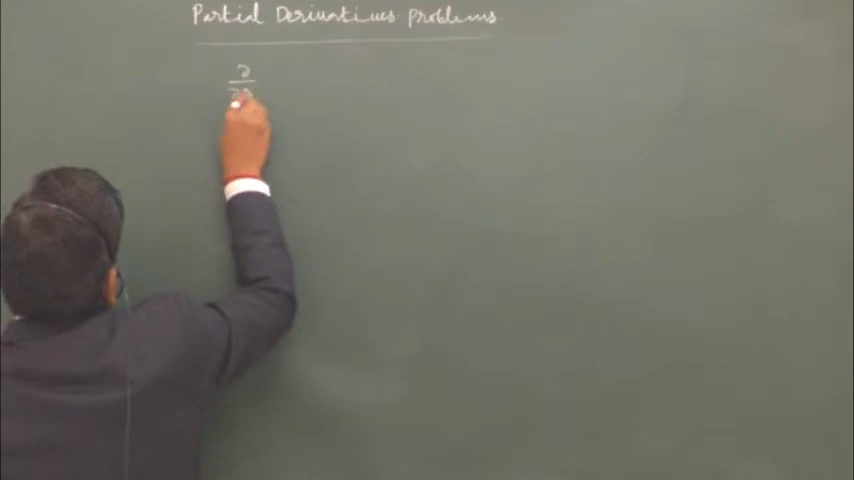 Partial Derivatives Problems
∂
∂x